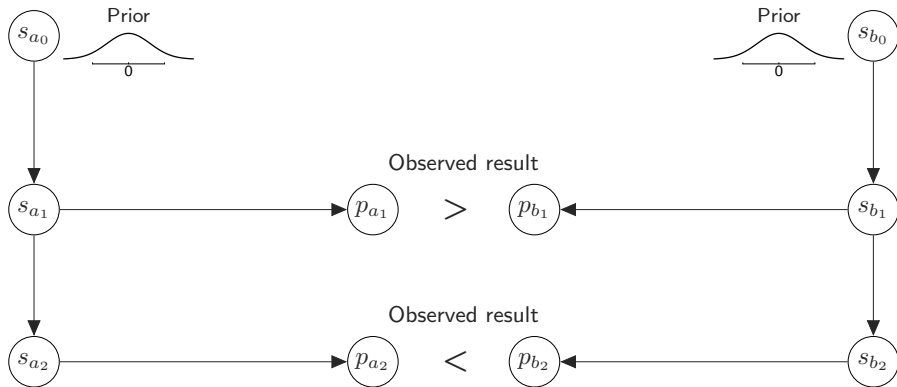 Prior Prior
s_{a_0} s_{b_0}
0 0
Observed result
s_{a_1} p_{a_1} > p_{b_1} s_{b_1}
Observed result
s_{a_2} p_{a_2} < p_{b_2} s_{b_2}